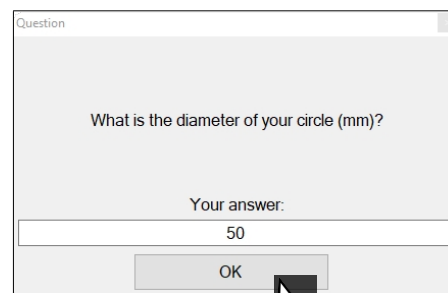 Question
What is the diameter of your circle (mm)?
Your answer:
50
OK